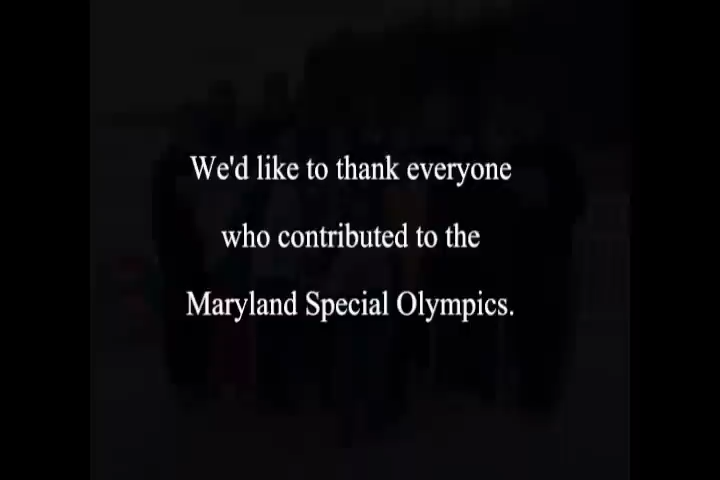 We'd like to thank everyone
who contributed to the
Maryland Special Olympics.